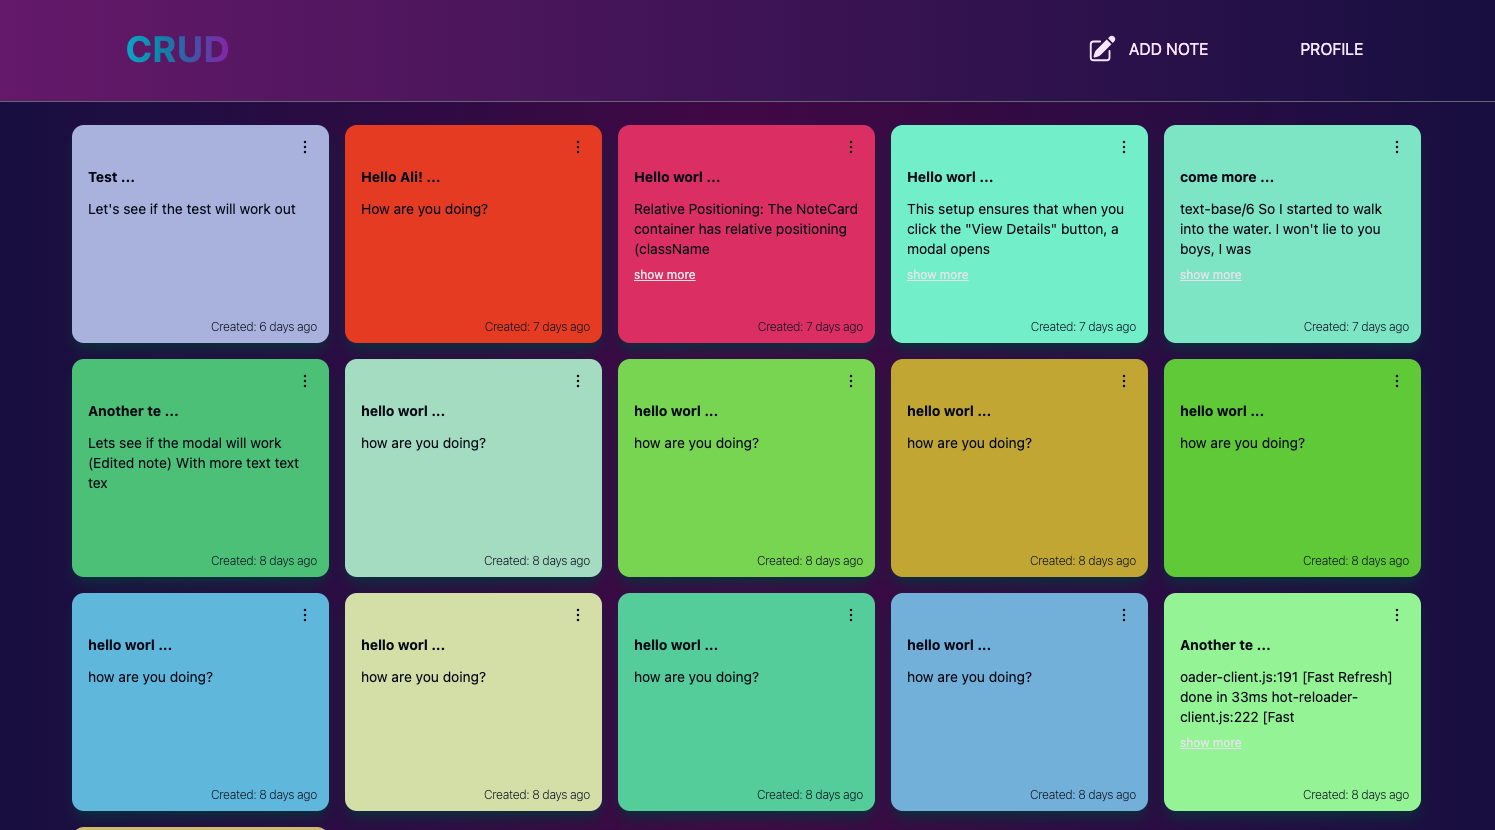 CRUD
ADD NOTE
PROFILE
Test ...
Let's see if the test will work out
Created: 6 days ago
Hello Ali! ...
How are you doing?
Created: 7 days ago
Hello worl ...
Relative Positioning: The NoteCard
container has relative positioning
(className
show more
Created: 7 days ago
Hello worl ...
This setup ensures that when you
click the "View Details" button, a
modal opens
show more
Created: 7 days ago
come more ...
text-base/6 So I started to walk
into the water. I won't lie to you
boys, I was
show more
Created: 7 days ago
Another te ...
Lets see if the modal will work
(Edited note) With more text text
tex
Created: 8 days ago
hello worl ...
how are you doing?
Created: 8 days ago
hello worl ...
how are you doing?
Created: 8 days ago
hello worl ...
how are you doing?
Created: 8 days ago
hello worl ...
how are you doing?
Created: 8 days ago
hello worl ...
how are you doing?
Created: 8 days ago
hello worl ...
how are you doing?
Created: 8 days ago
hello worl ...
how are you doing?
Created: 8 days ago
hello worl ...
how are you doing?
Created: 8 days ago
Another te ...
oader-client.js:191 [Fast Refresh]
done in 33ms hot-reloader-
client.js:222 [Fast
show more
Created: 8 days ago